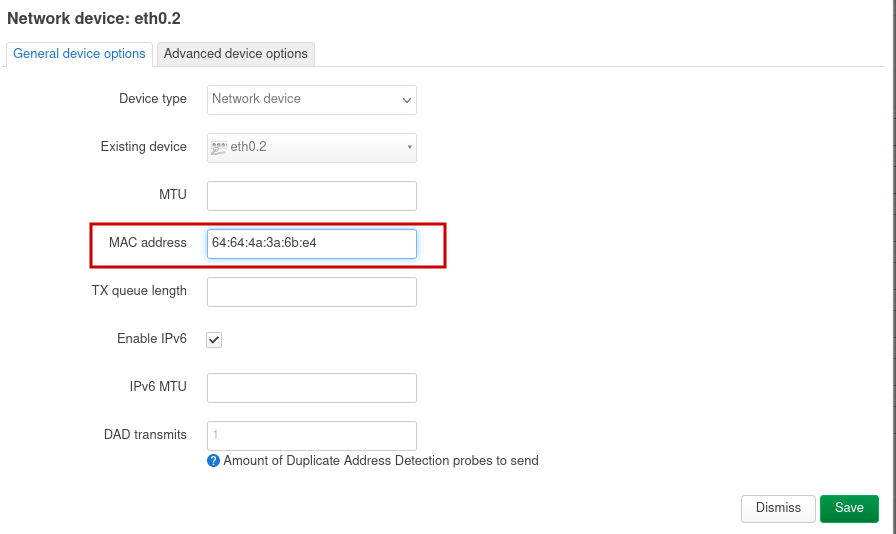 Network device: eth0.2
General device options
Advanced device options
Device type
Network device
Existing device
eth0.2
MTU
MAC address
64:64:4a:3a:6b:e4
TX queue length
Enable IPv6
IPv6 MTU
DAD transmits
1
? Amount of Duplicate Address Detection probes to send
Dismiss
Save